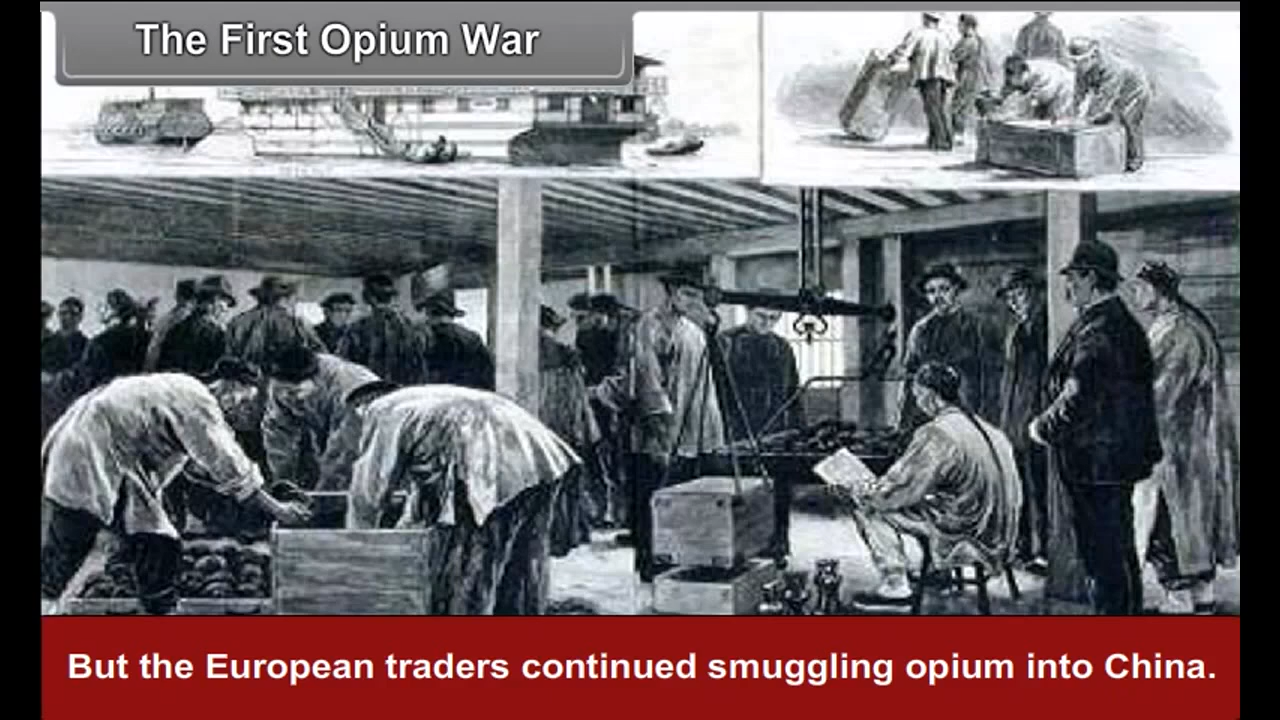 The First Opium War
But the European traders continued smuggling opium into China.